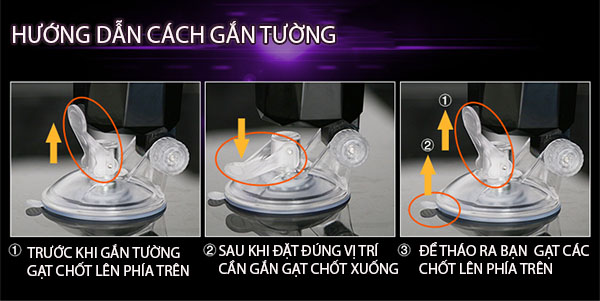 HƯỚNG DẪN CÁCH GẮN TƯỜNG
①
②
① TRƯỚC KHI GẮN TƯỜNG
GẠT CHỐT LÊN PHÍA TRÊN
② SAU KHI ĐẶT ĐÚNG VỊ TRÍ
CẦN GẮN GẠT CHỐT XUỐNG
③ ĐỂ THÁO RA BẠN GẠT CÁC
CHỐT LÊN PHÍA TRÊN